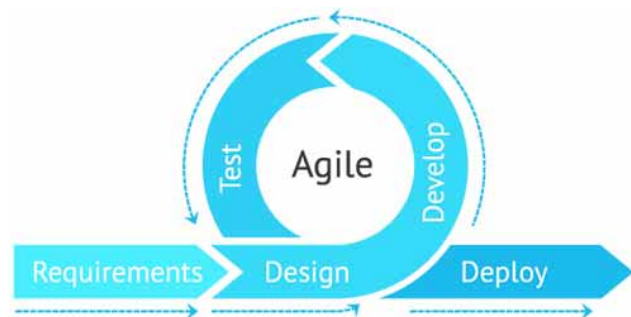 Agile
Test
Develop
Requirements
Design
Deploy